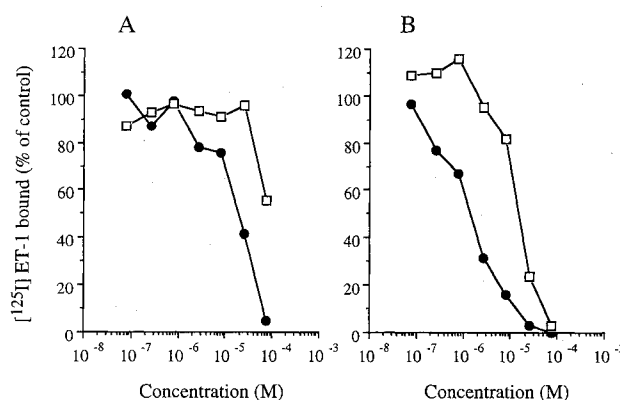 A
B
[¹²⁵I] ET-1 bound (% of control)
120
100
80
60
40
20
0
10⁻⁸ 10⁻⁷ 10⁻⁶ 10⁻⁵ 10⁻⁴ 10⁻³
Concentration (M)
120
100
80
60
40
20
0
10⁻⁸ 10⁻⁷ 10⁻⁶ 10⁻⁵ 10⁻⁴
Concentration (M)